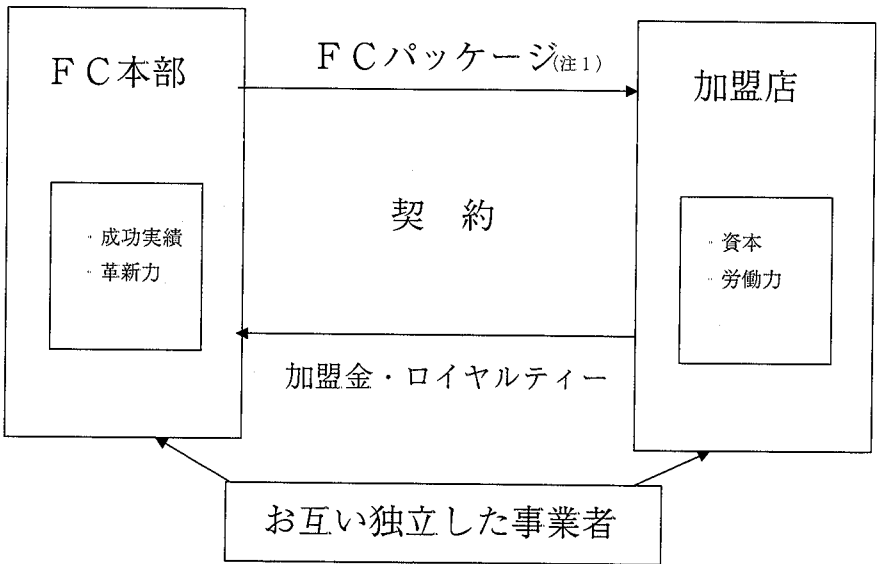 FCパッケージ(注1)
FC本部
加盟店
契 約
・成功実績
・革新力
・資本
・労働力
加盟金・ロイヤルティー
お互い独立した事業者